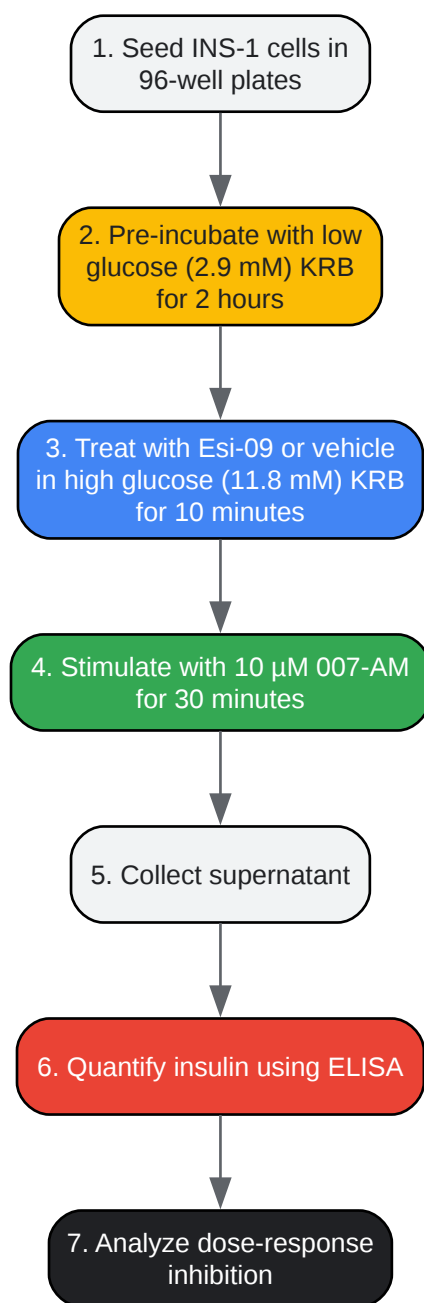 1. Seed INS-1 cells in
96-well plates
2. Pre-incubate with low
glucose (2.9 mM) KRB
for 2 hours
3. Treat with Esi-09 or vehicle
in high glucose (11.8 mM) KRB
for 10 minutes
4. Stimulate with 10 µM 007-AM
for 30 minutes
5. Collect supernatant
6. Quantify insulin using ELISA
7. Analyze dose-response
inhibition